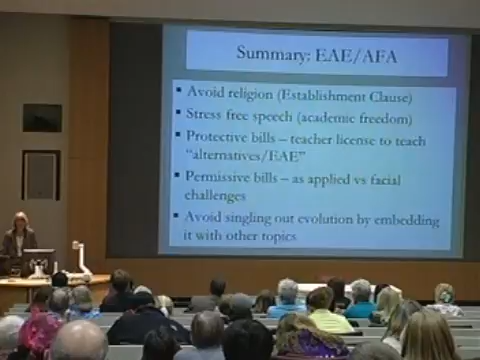 Summary: EAE/AFA
▪ Avoid religion (Establishment Clause)
▪ Stress free speech (academic freedom)
▪ Protective bills – teacher license to teach
"alternatives/EAE"
▪ Permissive bills – as applied vs facial
challenges
▪ Avoid singling out evolution by embedding
it with other topics